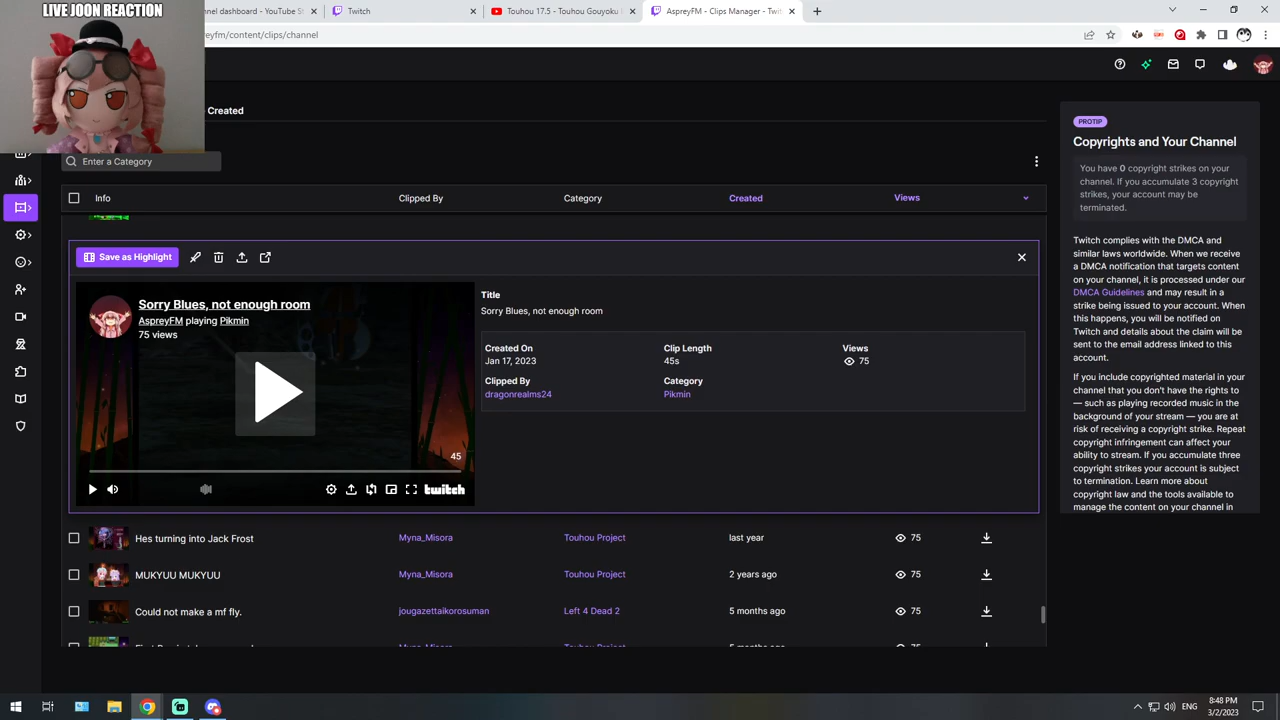 LIVE JOON REACTION
nnel dashboard - YouTube St
Twitch
Touhou 17.5 - Touhou Gouyoku
AspreyFM - Clips Manager - Twit
eyfm/content/clips/channel
Created
Enter a Category
Info
Clipped By
Category
Created
Views
Save as Highlight
Sorry Blues, not enough room
AspreyFM playing Pikmin
75 views
45
twitch
Title
Sorry Blues, not enough room
Created On
Clip Length
Views
Jan 17, 2023
45s
75
Clipped By
Category
dragonrealms24
Pikmin
Hes turning into Jack Frost
Myna_Misora
Touhou Project
last year
75
MUKYUU MUKYUU
Myna_Misora
Touhou Project
2 years ago
75
Could not make a mf fly.
jougazettaikorosuman
Left 4 Dead 2
5 months ago
75
PROTIP
Copyrights and Your Channel
You have 0 copyright strikes on
your channel. If you accumulate 3 copyright
strikes, your account may be
terminated.
Twitch complies with the DMCA and
similar laws worldwide. When we receive
a DMCA notification that targets content
on your channel, it is processed under our
DMCA Guidelines and may result in a
strike being issued to your account. When
this happens, you will be notified on
Twitch and details about the claim will be
sent to the email address linked to this
account.
If you include copyrighted material in your
channel that you don't have the rights to
— such as playing recorded music in the
background of your stream — you are at
risk of receiving a copyright strike. Repeat
copyright infringement can affect your
ability to stream. If you accumulate three
copyright strikes your account is subject
to termination. Learn more about
copyright law and the tools available to
manage the content on your channel in
ENG
8:48 PM
3/2/2023